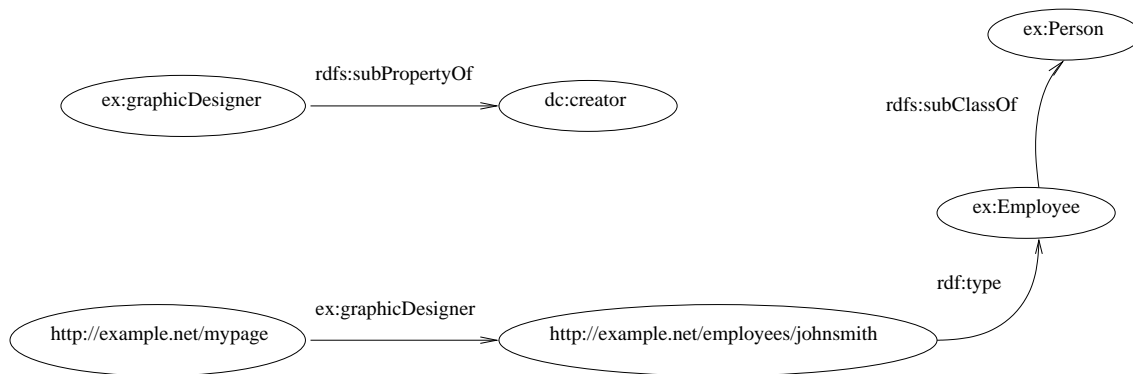 ex:Person
rdfs:subPropertyOf
ex:graphicDesigner
dc:creator
rdfs:subClassOf
ex:Employee
rdf:type
ex:graphicDesigner
http://example.net/mypage
http://example.net/employees/johnsmith